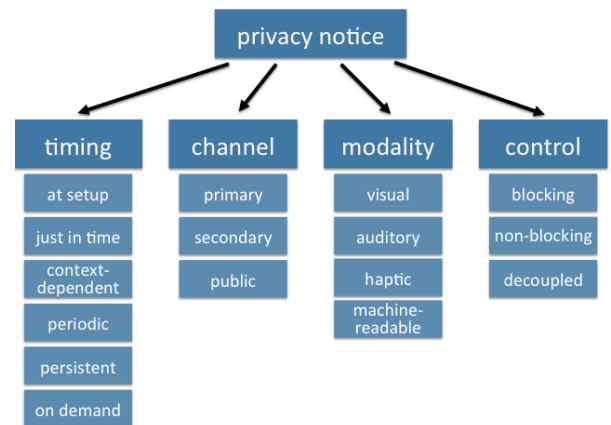 privacy notice
timing
at setup
just in time
context-
dependent
periodic
persistent
on demand
channel
primary
secondary
public
modality
visual
auditory
haptic
machine-
readable
control
blocking
non-blocking
decoupled